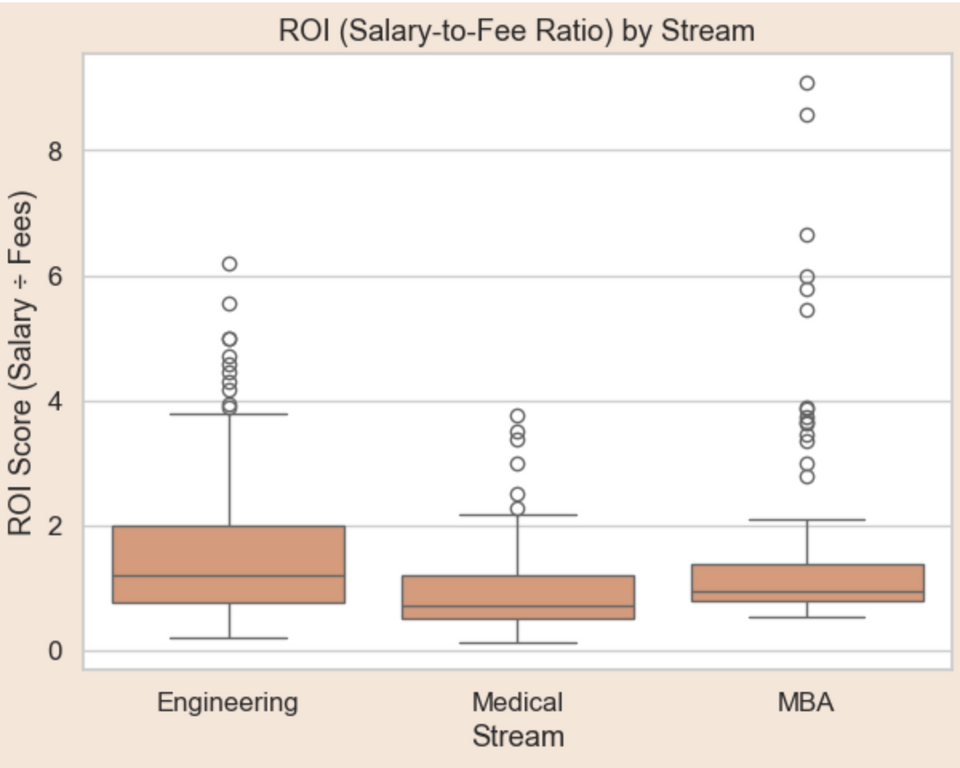 ROI (Salary-to-Fee Ratio) by Stream
ROI Score (Salary ÷ Fees)
8
6
4
2
0
Engineering Medical MBA
Stream